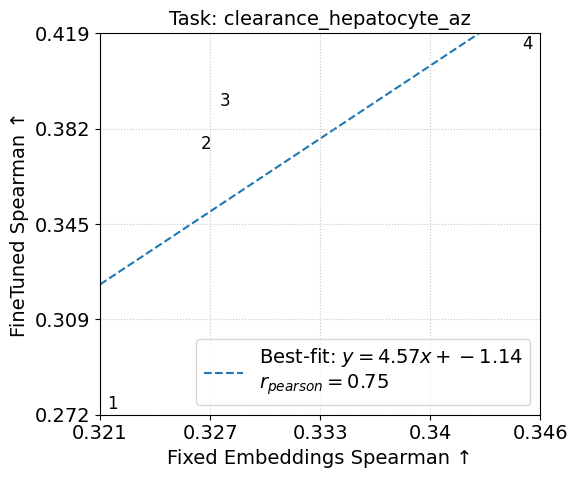 Task: clearance_hepatocyte_az
0.419
4
3
0.382
2
0.345
FineTuned Spearman ↑
0.309
Best-fit: y = 4.57x + −1.14
r_pearson = 0.75
1
0.272
0.321 0.327 0.333 0.34 0.346
Fixed Embeddings Spearman ↑